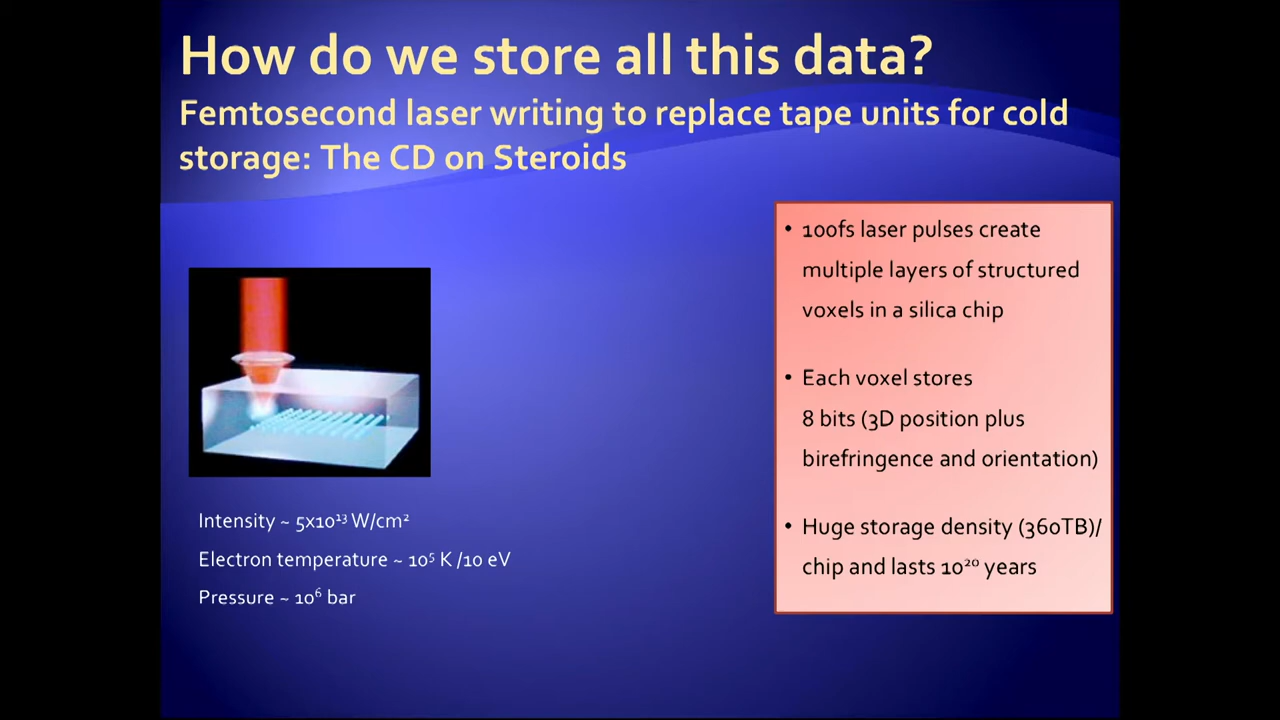 How do we store all this data?
Femtosecond laser writing to replace tape units for cold
storage: The CD on Steroids
Intensity ~ 5x10¹³ W/cm²
Electron temperature ~ 10⁵ K /10 eV
Pressure ~ 10⁶ bar
• 100fs laser pulses create
multiple layers of structured
voxels in a silica chip
• Each voxel stores
8 bits (3D position plus
birefringence and orientation)
• Huge storage density (360TB)/
chip and lasts 10²⁰ years